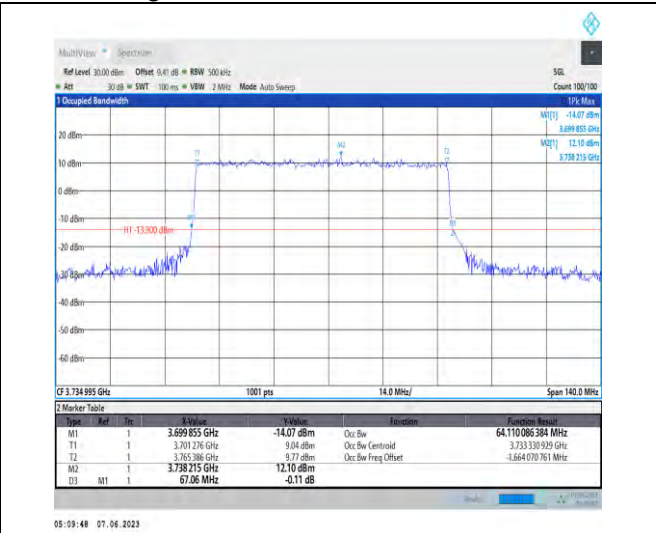 MultiView Spectrum
Ref Level 30.00 dBm Offset 9.41 dB RBW 500 kHz SGL
Att 30 dB SWT 100 ms VBW 2 MHz Mode Auto Sweep Count 100/100
1 Occupied Bandwidth 1Pk Max
M1[1] -14.07 dBm
3.699 855 GHz
M2[1] 12.10 dBm
3.738 215 GHz
20 dBm
M2
T1 T2
10 dBm
0 dBm
-10 dBm
M1 D3
H1 -13.900 dBm
-20 dBm
-30 dBm
-40 dBm
-50 dBm
-60 dBm
CF 3.734 995 GHz 1001 pts 14.0 MHz/ Span 140.0 MHz
2 Marker Table
Type Ref Trc X-Value Y-Value Function Function Result
M1 1 3.699 855 GHz -14.07 dBm Occ Bw 64.110 086 384 MHz
T1 1 3.701 276 GHz 9.04 dBm Occ Bw Centroid 3.733 330 929 GHz
T2 1 3.765 386 GHz 9.77 dBm Occ Bw Freq Offset -1.664 070 761 MHz
M2 1 3.738 215 GHz 12.10 dBm
D3 M1 1 67.06 MHz -0.11 dB
05:09:48 07.06.2023